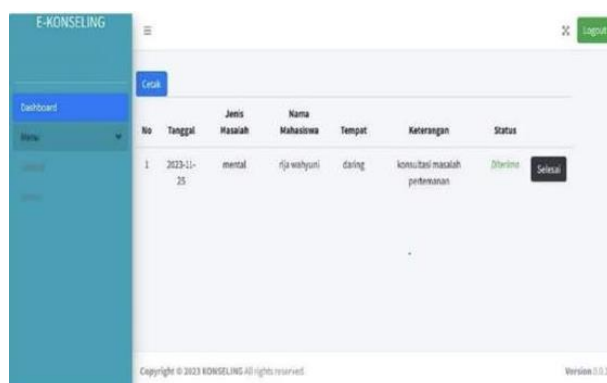 E-KONSELING
Logout
Cetak
Dashboard
Menu
No Tanggal Jenis Masalah Nama Mahasiswa Tempat Keterangan Status
1 2023-11-25 mental rija wahyuni daring konsultasi masalah pertemanan Diterima Selesai
Copyright © 2023 KONSELING All rights reserved. Version